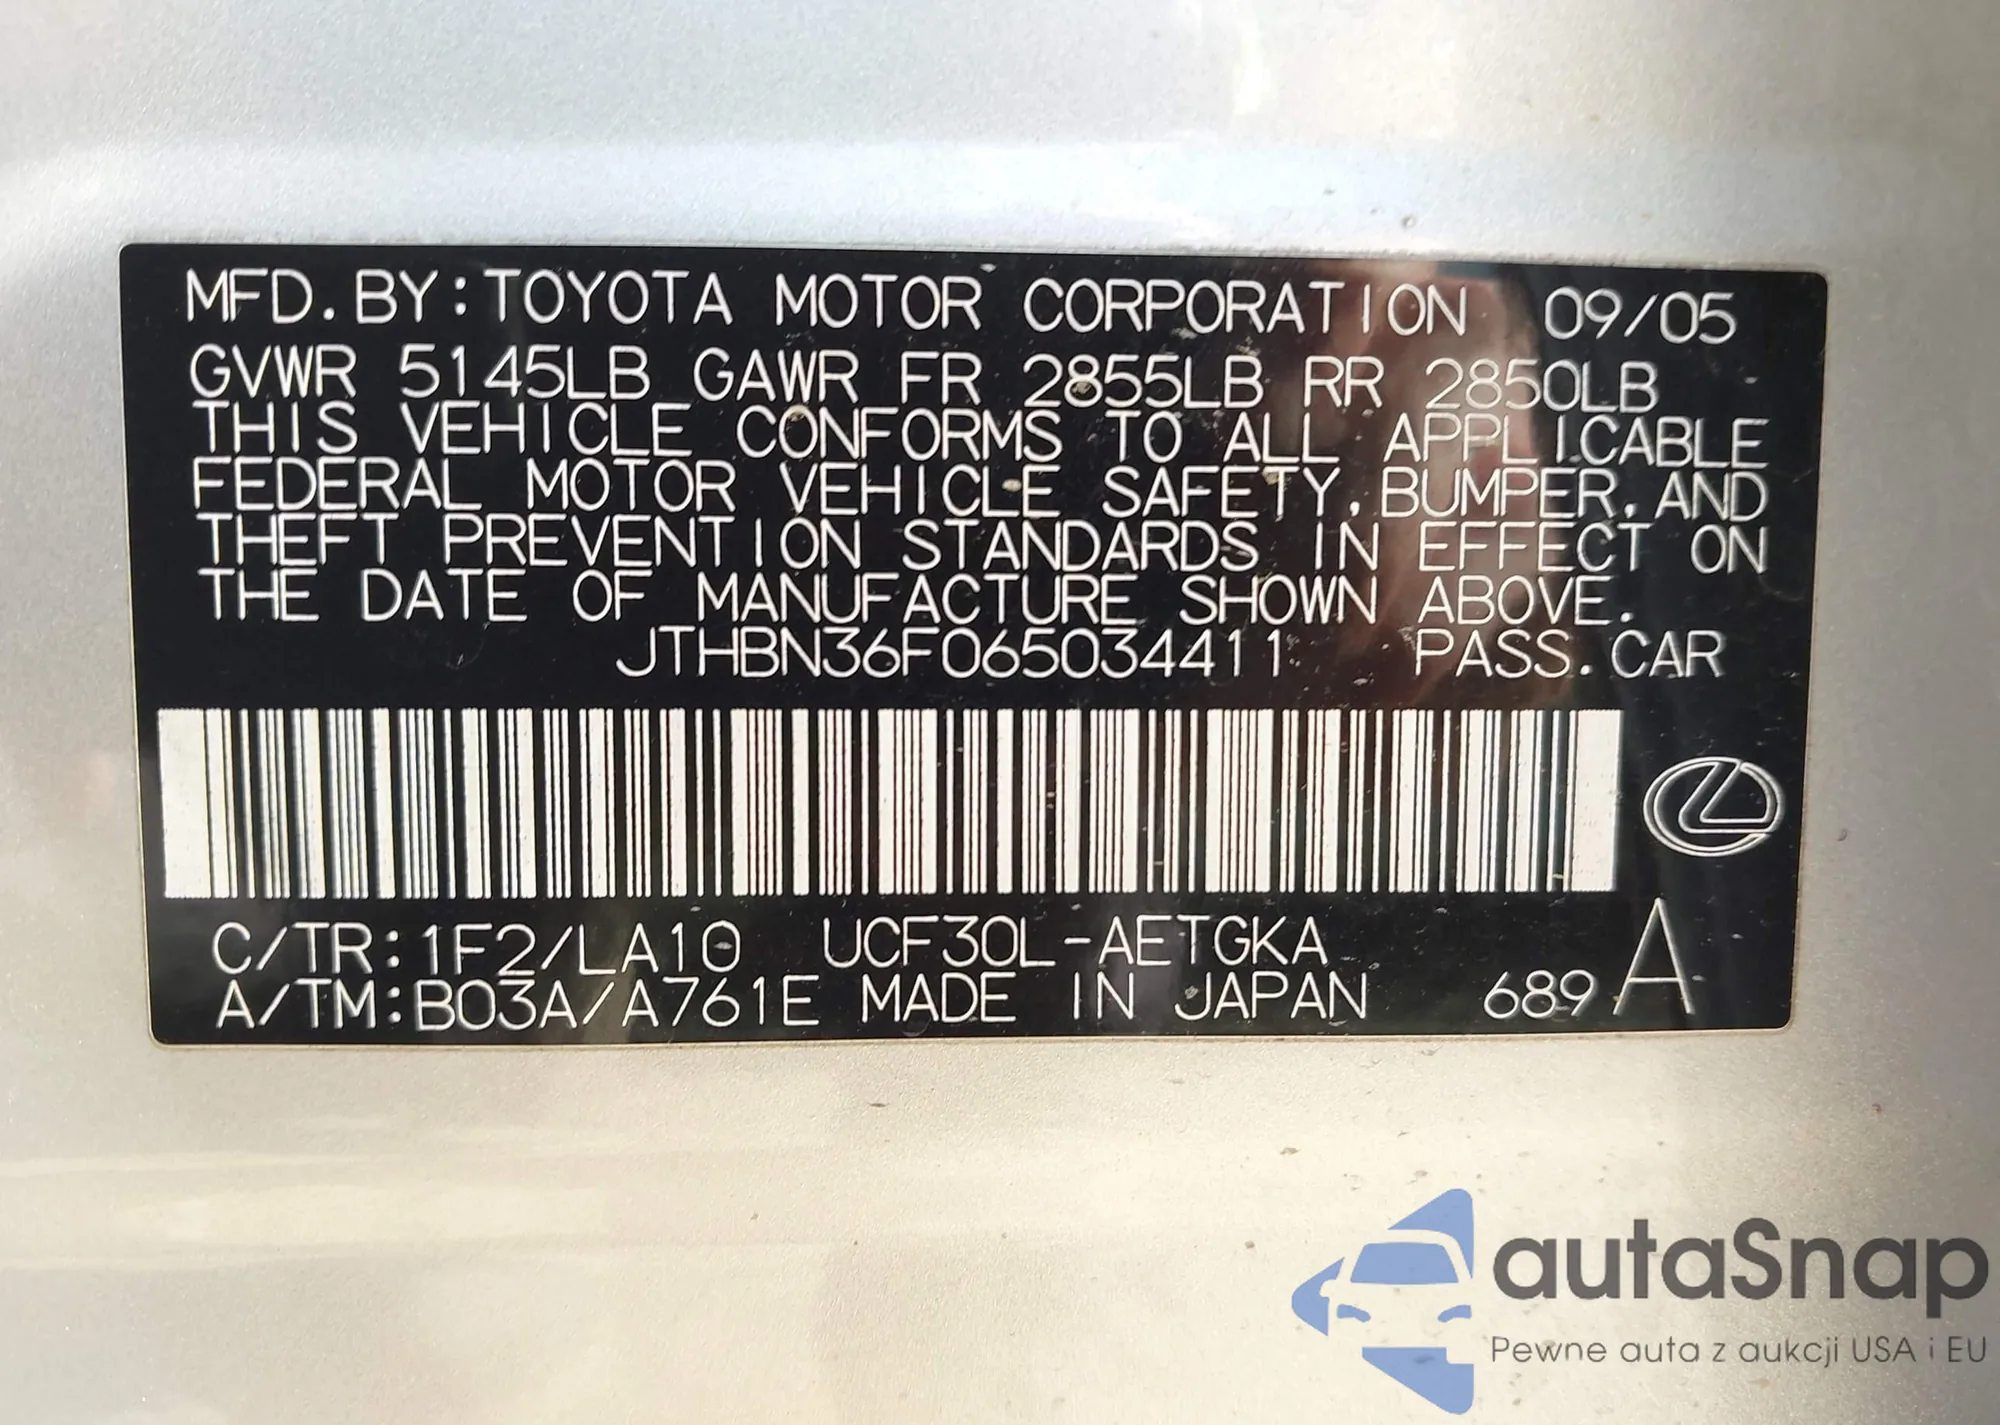 MFD. BY: TOYOTA MOTOR CORPORATION 09/05
GVWR 5145LB GAWR FR 2855LB RR 2850LB
THIS VEHICLE CONFORMS TO ALL APPLICABLE
FEDERAL MOTOR VEHICLE SAFETY, BUMPER, AND
THEFT PREVENTION STANDARDS IN EFFECT ON
THE DATE OF MANUFACTURE SHOWN ABOVE.
JTHBN36F065034411 PASS. CAR
C/TR: 1F2/LA10 UCF30L-AETGKA
A/TM: B03A/A761E MADE IN JAPAN 689 A
autaSnap
Pewne auta z aukcji USA i EU